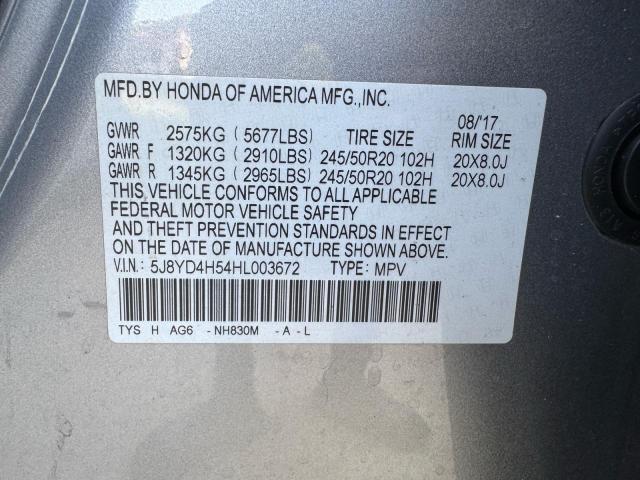 MFD.BY HONDA OF AMERICA MFG.,INC.
08/'17
GVWR 2575KG (5677LBS) TIRE SIZE RIM SIZE
GAWR F 1320KG (2910LBS) 245/50R20 102H 20X8.0J
GAWR R 1345KG (2965LBS) 245/50R20 102H 20X8.0J
THIS VEHICLE CONFORMS TO ALL APPLICABLE
FEDERAL MOTOR VEHICLE SAFETY
AND THEFT PREVENTION STANDARDS IN EFFECT
ON THE DATE OF MANUFACTURE SHOWN ABOVE.
V.I.N.: 5J8YD4H54HL003672 TYPE: MPV
TYS H AG6 -NH830M -A -L